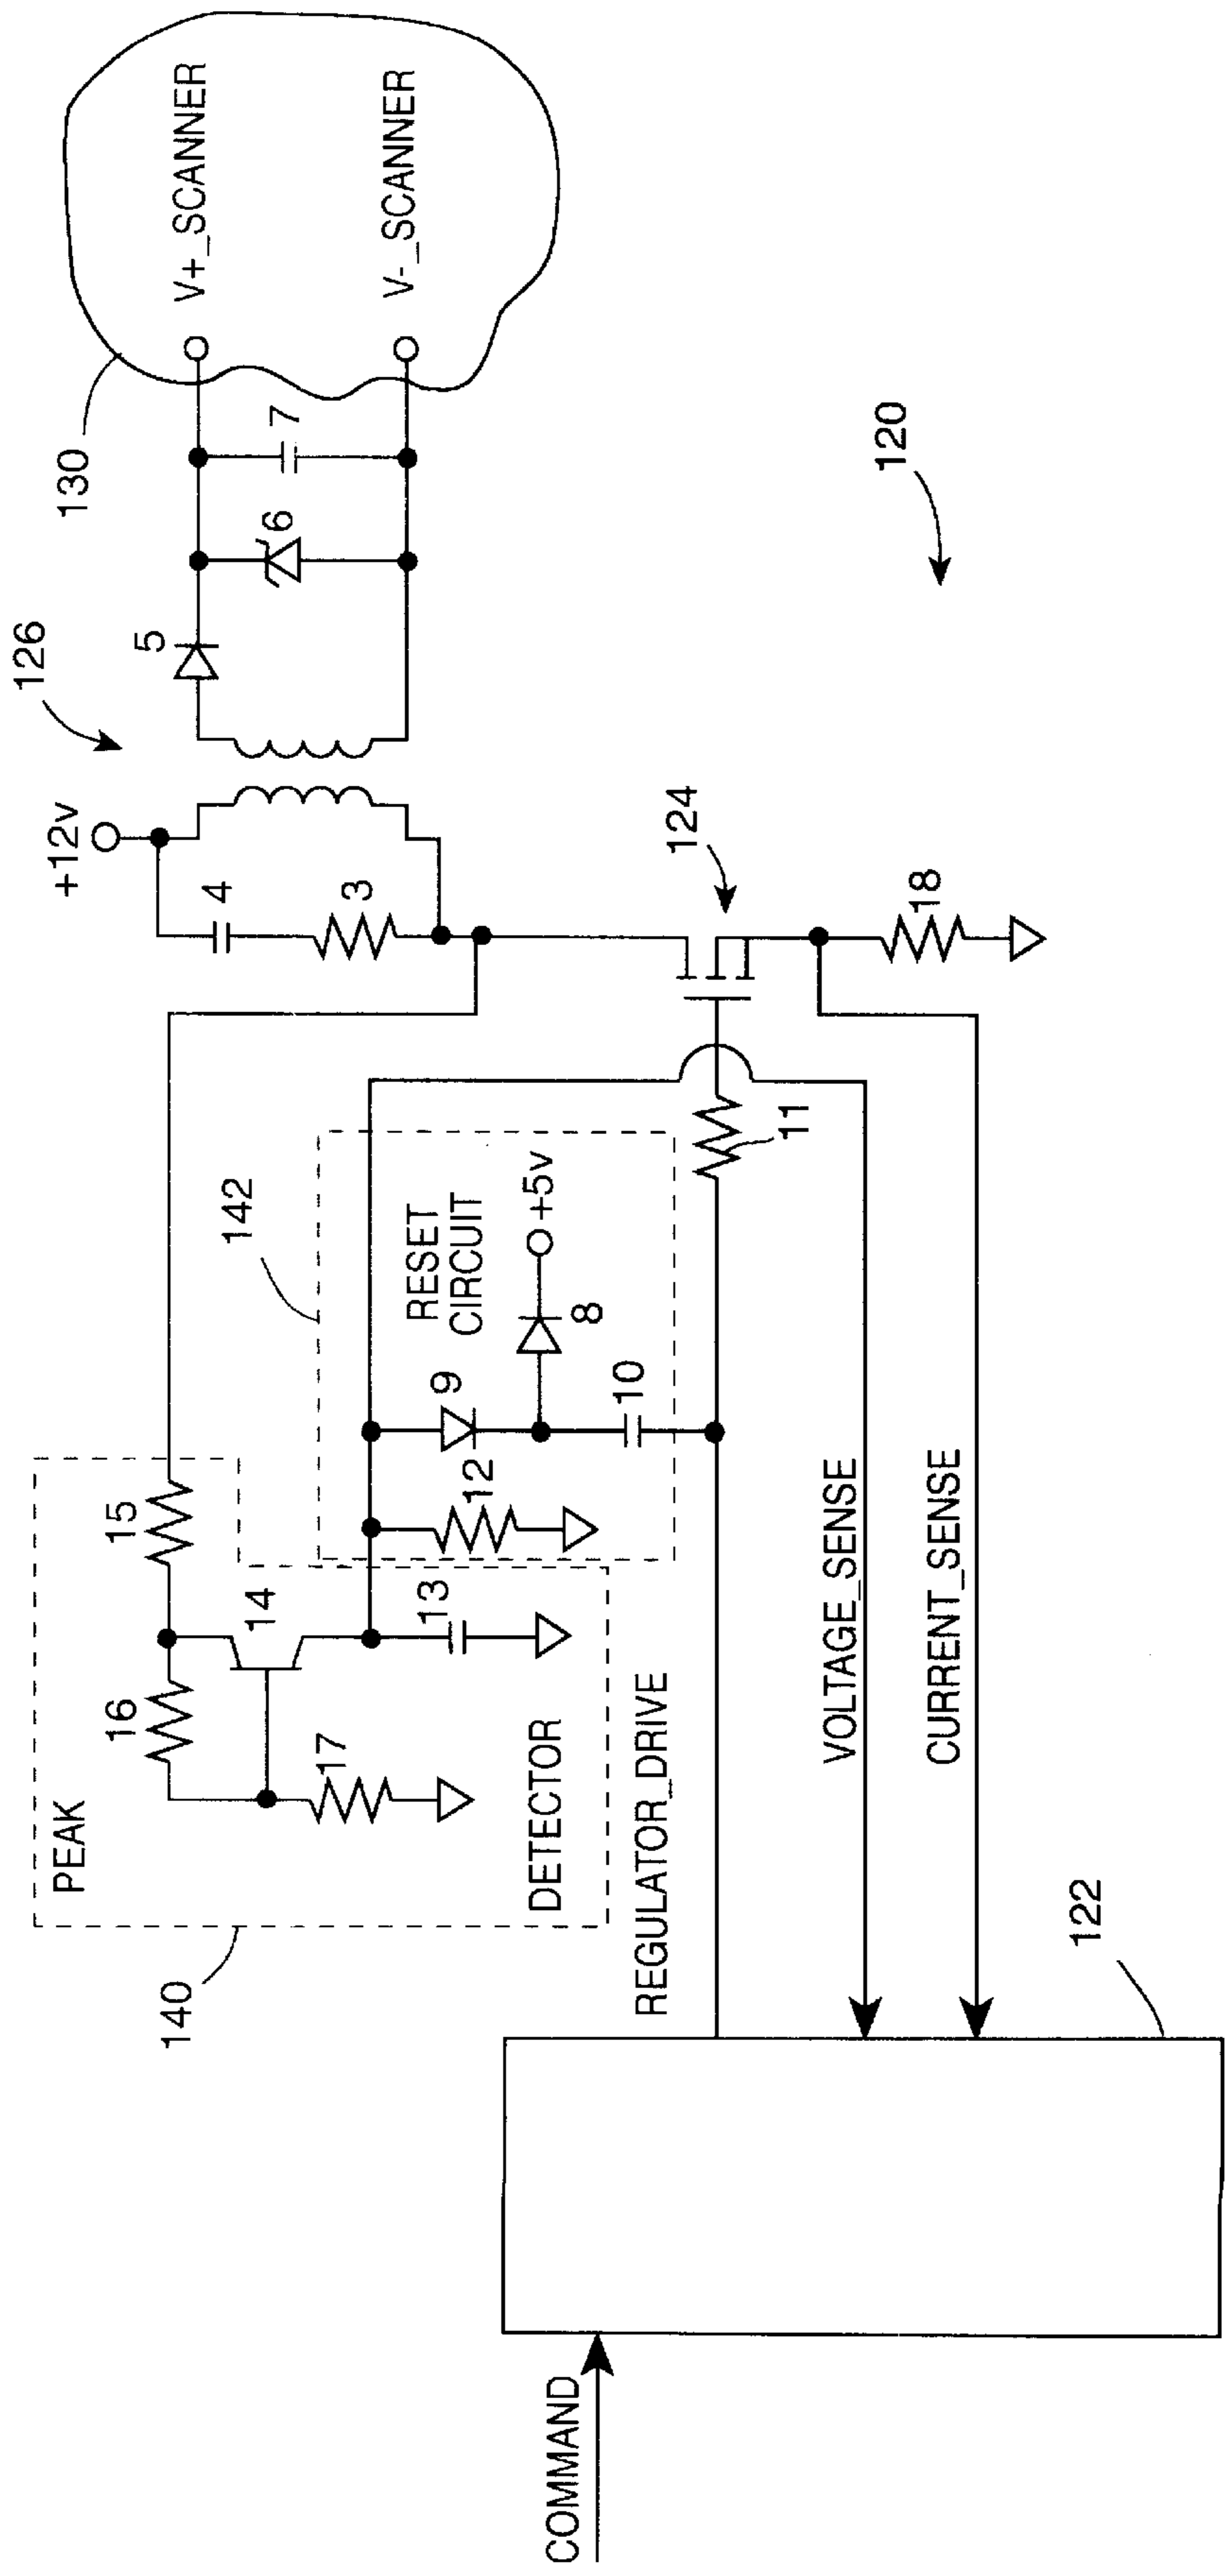 126
+12v
4
3
5
6
7
130
V+_SCANNER
V-_SCANNER
140
PEAK
DETECTOR
16
15
14
17
13
142
RESET
CIRCUIT
12
9
8
+5v
10
11
124
18
120
REGULATOR_DRIVE
VOLTAGE_SENSE
CURRENT_SENSE
COMMAND
122